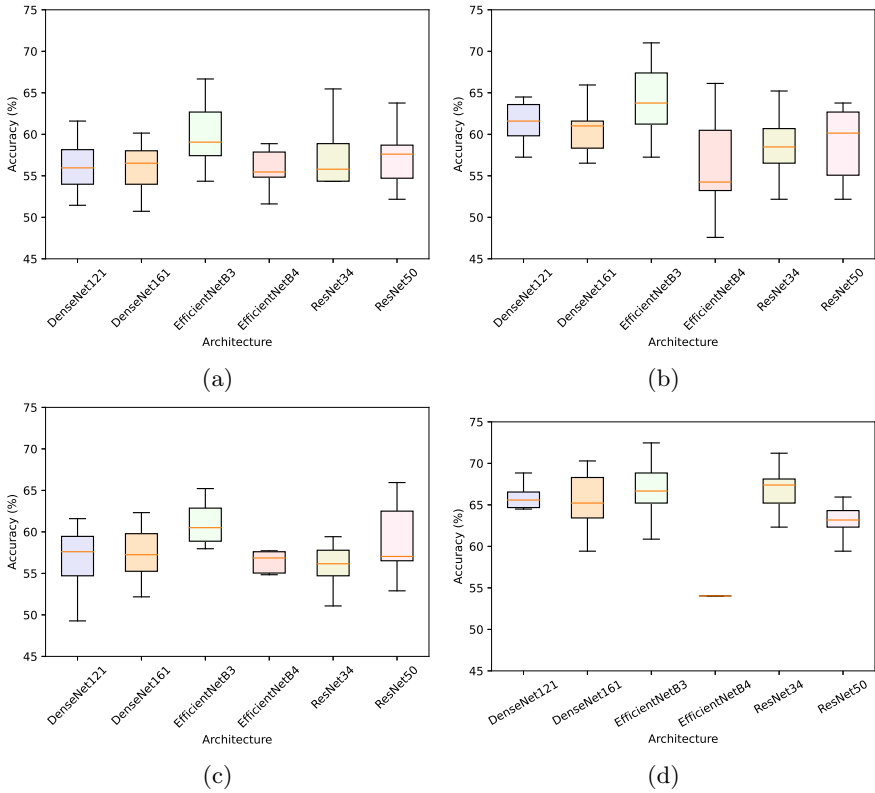 75
70
65
60
55
50
45
Accuracy (%)
DenseNet121
DenseNet161
EfficientNetB3
EfficientNetB4
ResNet34
ResNet50
Architecture
(a)
75
70
65
60
55
50
45
Accuracy (%)
DenseNet121
DenseNet161
EfficientNetB3
EfficientNetB4
ResNet34
ResNet50
Architecture
(b)
75
70
65
60
55
50
45
Accuracy (%)
DenseNet121
DenseNet161
EfficientNetB3
EfficientNetB4
ResNet34
ResNet50
Architecture
(c)
75
70
65
60
55
50
45
Accuracy (%)
DenseNet121
DenseNet161
EfficientNetB3
EfficientNetB4
ResNet34
ResNet50
Architecture
(d)